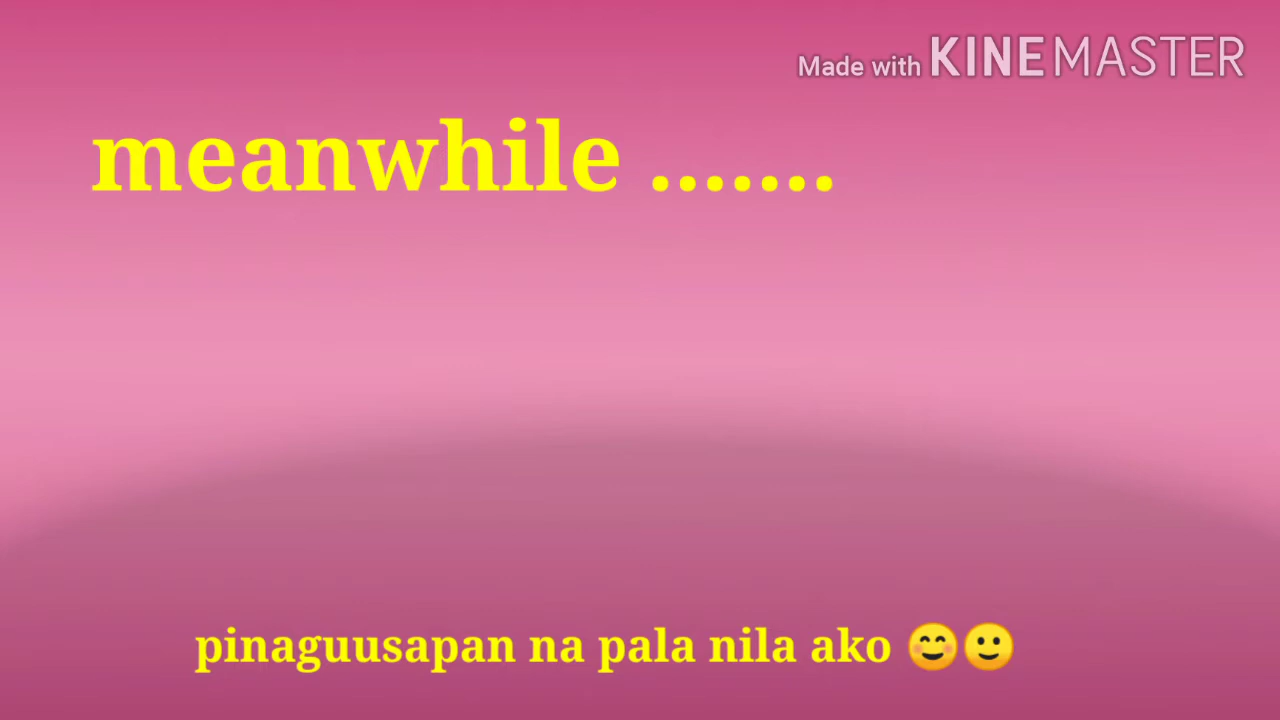 Made with KINEMASTER
meanwhile .......
pinaguusapan na pala nila ako 😊🙂